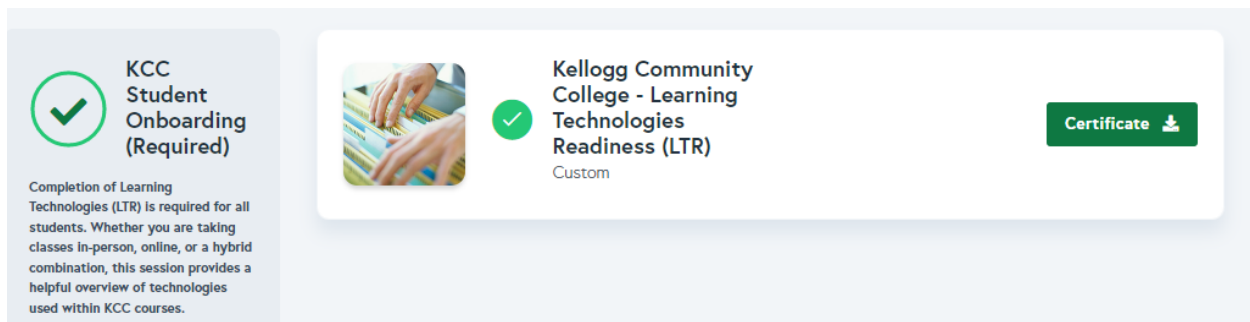 KCC
Student
Onboarding
(Required)
Completion of Learning
Technologies (LTR) is required for all
students. Whether you are taking
classes in-person, online, or a hybrid
combination, this session provides a
helpful overview of technologies
used within KCC courses.
Kellogg Community
College - Learning
Technologies
Readiness (LTR)
Custom
Certificate